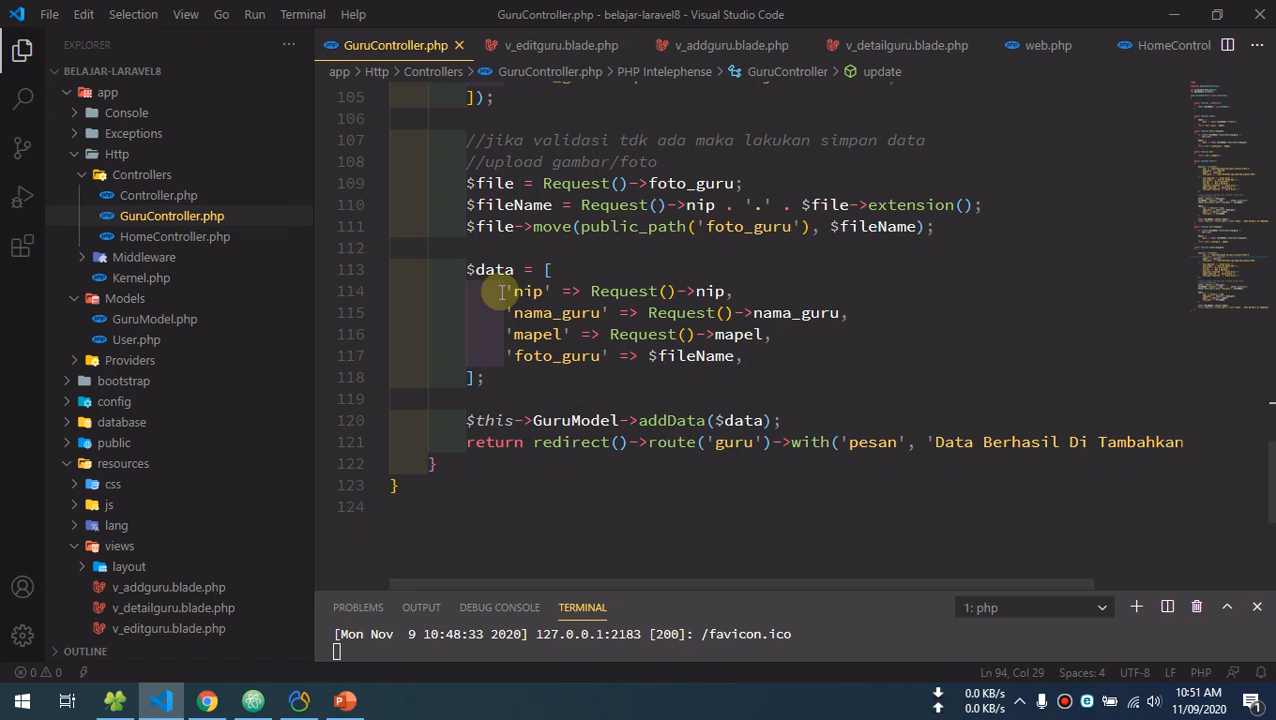 File Edit Selection View Go Run Terminal Help GuruController.php - belajar-laravel8 - Visual Studio Code
EXPLORER
GuruController.php v_editguru.blade.php v_addguru.blade.php v_detailguru.blade.php web.php HomeControl
BELAJAR-LARAVEL8
app > Http > Controllers > GuruController.php > PHP Intelephense > GuruController > update
app
Console
Exceptions
Http
Controllers
Controller.php
GuruController.php
HomeController.php
Middleware
Kernel.php
Models
GuruModel.php
User.php
Providers
bootstrap
config
database
public
resources
css
js
lang
views
layout
v_addguru.blade.php
v_detailguru.blade.php
v_editguru.blade.php
OUTLINE
105 ]);
106
107 validasi tdk ada maka lakukan simpan data
108 //upload gambar/foto
109 $file = Request()->foto_guru;
110 $fileName = Request()->nip . '.' . $file->extension();
111 $file->move(public_path('foto_guru'), $fileName);
112
113 $data = [
114 'nip' => Request()->nip,
115 'nama_guru' => Request()->nama_guru,
116 'mapel' => Request()->mapel,
117 'foto_guru' => $fileName,
118 ];
119
120 $this->GuruModel->addData($data);
121 return redirect()->route('guru')->with('pesan', 'Data Berhasil Di Tambahkan
122 }
123 }
124
PROBLEMS OUTPUT DEBUG CONSOLE TERMINAL 1: php
[Mon Nov 9 10:48:33 2020] 127.0.0.1:2183 [200]: /favicon.ico
0 0 Ln 94, Col 29 Spaces: 4 UTF-8 LF PHP
0.0 KB/s
0.0 KB/s
10:51 AM
11/09/2020